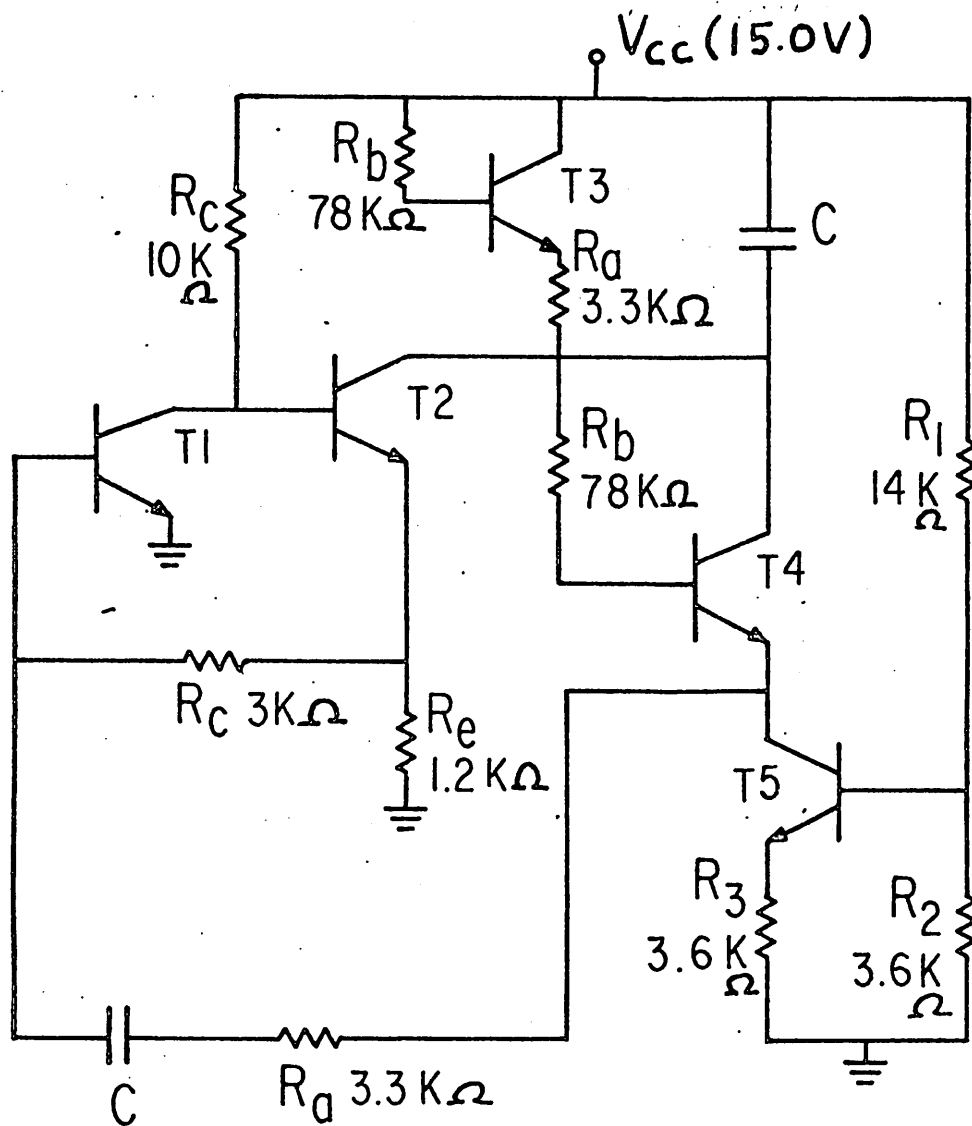 Vcc (15.0V)
Rb
78KΩ
T3
Rc
10K
Ω
Ra
3.3KΩ
C
T1
T2
Rb
78KΩ
R1
14K
Ω
T4
Rc 3KΩ
Re
1.2KΩ
T5
R3
3.6K
Ω
R2
3.6K
Ω
C
Ra 3.3KΩ